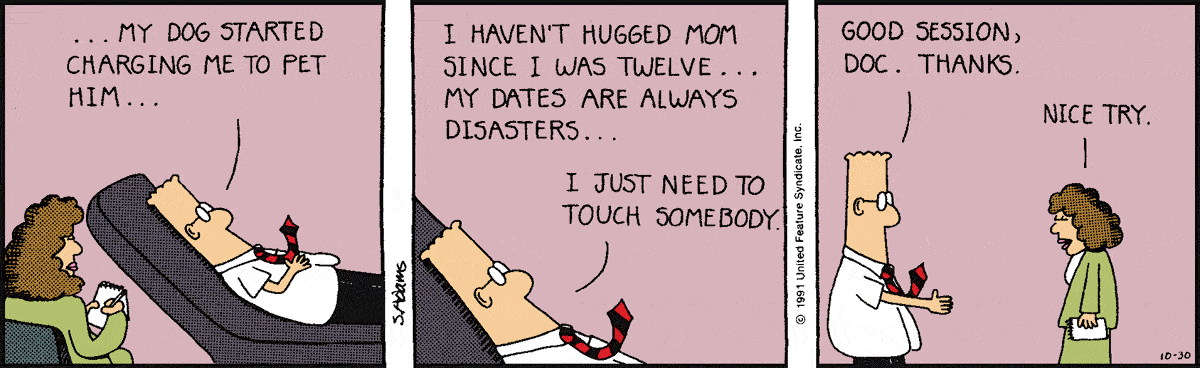 ...MY DOG STARTED
CHARGING ME TO PET
HIM...
I HAVEN'T HUGGED MOM
SINCE I WAS TWELVE...
MY DATES ARE ALWAYS
DISASTERS...
I JUST NEED TO
TOUCH SOMEBODY.
GOOD SESSION,
DOC. THANKS.
NICE TRY.
S.Adams
© 1991 United Feature Syndicate, Inc.
10-30